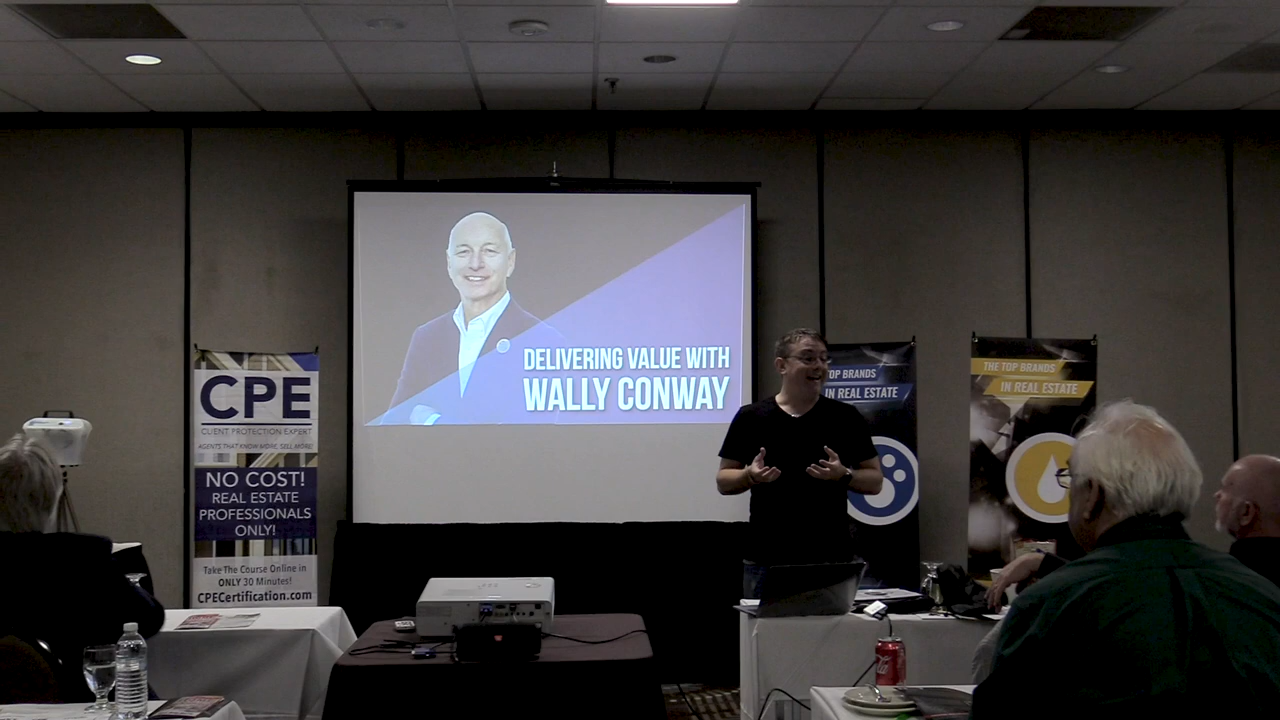 DELIVERING VALUE WITH
WALLY CONWAY
CPE
CLIENT PROTECTION EXPERT
AGENTS THAT KNOW MORE, SELL MORE!
NO COST!
REAL ESTATE
PROFESSIONALS
ONLY!
Take The Course Online in
ONLY 30 Minutes!
CPECertification.com
TOP BRANDS
IN REAL ESTATE
THE TOP BRANDS
IN REAL ESTATE